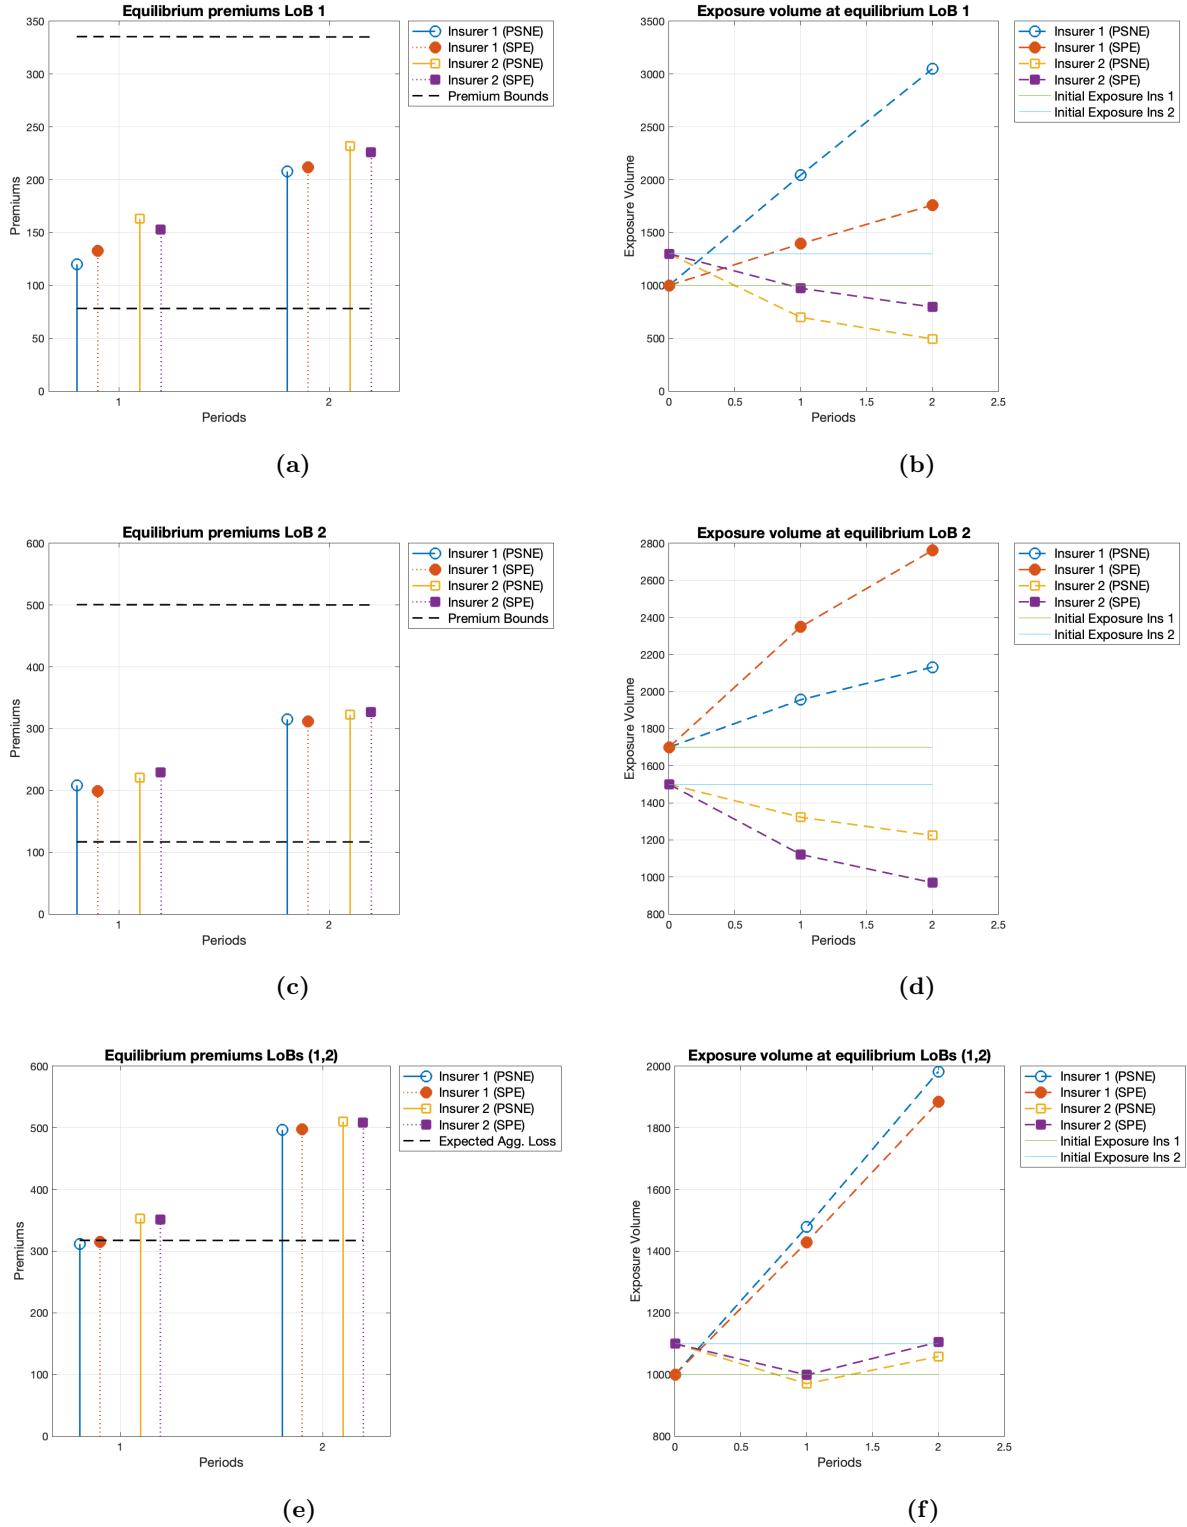 Equilibrium premiums LoB 1
350
300
250
200
150
100
50
0
Premiums
1
2
Periods
Insurer 1 (PSNE)
Insurer 1 (SPE)
Insurer 2 (PSNE)
Insurer 2 (SPE)
Premium Bounds
(a)
Exposure volume at equilibrium LoB 1
3500
3000
2500
2000
1500
1000
500
0
Exposure Volume
0
0.5
1
1.5
2
2.5
Periods
Insurer 1 (PSNE)
Insurer 1 (SPE)
Insurer 2 (PSNE)
Insurer 2 (SPE)
Initial Exposure Ins 1
Initial Exposure Ins 2
(b)
Equilibrium premiums LoB 2
600
500
400
300
200
100
0
Premiums
1
2
Periods
Insurer 1 (PSNE)
Insurer 1 (SPE)
Insurer 2 (PSNE)
Insurer 2 (SPE)
Premium Bounds
(c)
Exposure volume at equilibrium LoB 2
2800
2600
2400
2200
2000
1800
1600
1400
1200
1000
800
Exposure Volume
0
0.5
1
1.5
2
2.5
Periods
Insurer 1 (PSNE)
Insurer 1 (SPE)
Insurer 2 (PSNE)
Insurer 2 (SPE)
Initial Exposure Ins 1
Initial Exposure Ins 2
(d)
Equilibrium premiums LoBs (1,2)
600
500
400
300
200
100
0
Premiums
1
2
Periods
Insurer 1 (PSNE)
Insurer 1 (SPE)
Insurer 2 (PSNE)
Insurer 2 (SPE)
Expected Agg. Loss
(e)
Exposure volume at equilibrium LoBs (1,2)
2000
1800
1600
1400
1200
1000
800
Exposure Volume
0
0.5
1
1.5
2
2.5
Periods
Insurer 1 (PSNE)
Insurer 1 (SPE)
Insurer 2 (PSNE)
Insurer 2 (SPE)
Initial Exposure Ins 1
Initial Exposure Ins 2
(f)